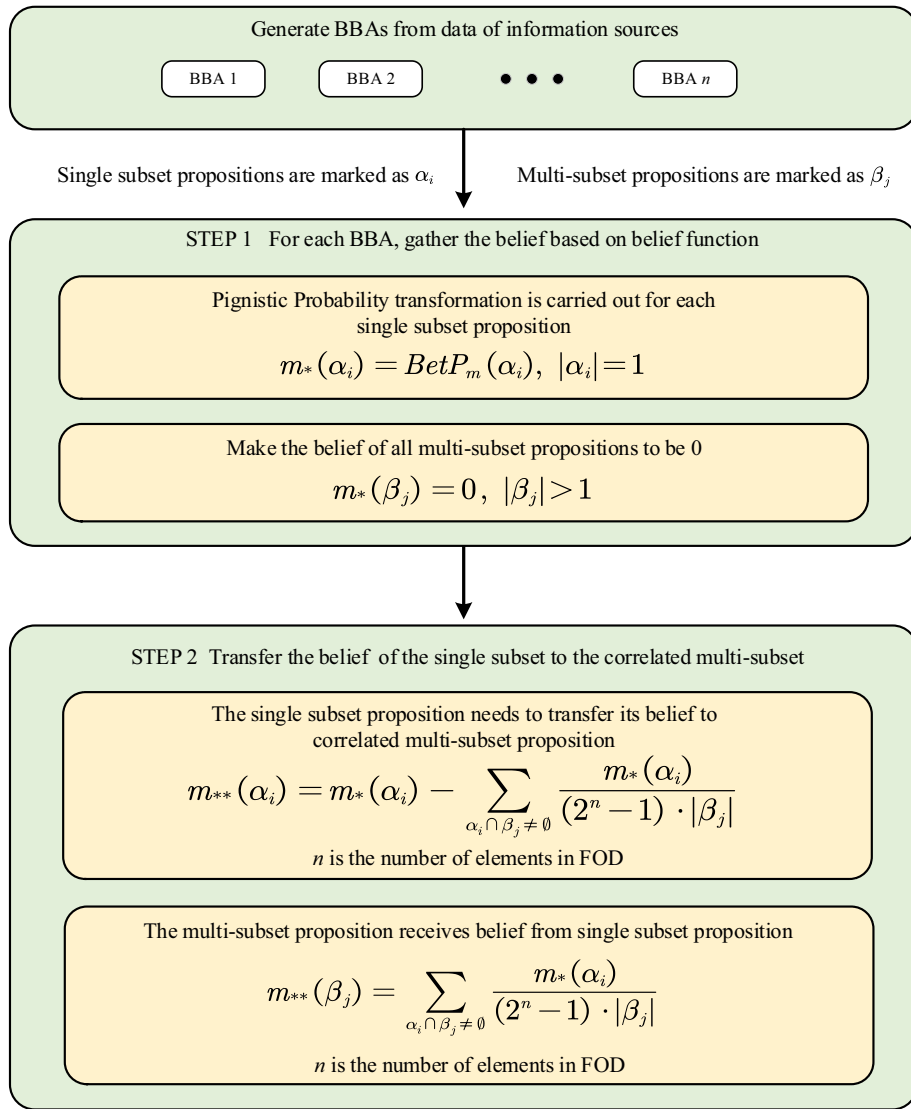 Generate BBAs from data of information sources
BBA 1 BBA 2 • • • BBA n
Single subset propositions are marked as αᵢ Multi-subset propositions are marked as βⱼ
STEP 1 For each BBA, gather the belief based on belief function
Pignistic Probability transformation is carried out for each
single subset proposition
m_*(α_i) = BetP_m(α_i), |α_i| = 1
Make the belief of all multi-subset propositions to be 0
m_*(β_j) = 0, |β_j| > 1
STEP 2 Transfer the belief of the single subset to the correlated multi-subset
The single subset proposition needs to transfer its belief to
correlated multi-subset proposition
m_{**}(α_i) = m_*(α_i) − ∑_{α_i ∩ β_j ≠ ∅} m_*(α_i) / ((2^n − 1) · |β_j|)
n is the number of elements in FOD
The multi-subset proposition receives belief from single subset proposition
m_{**}(β_j) = ∑_{α_i ∩ β_j ≠ ∅} m_*(α_i) / ((2^n − 1) · |β_j|)
n is the number of elements in FOD